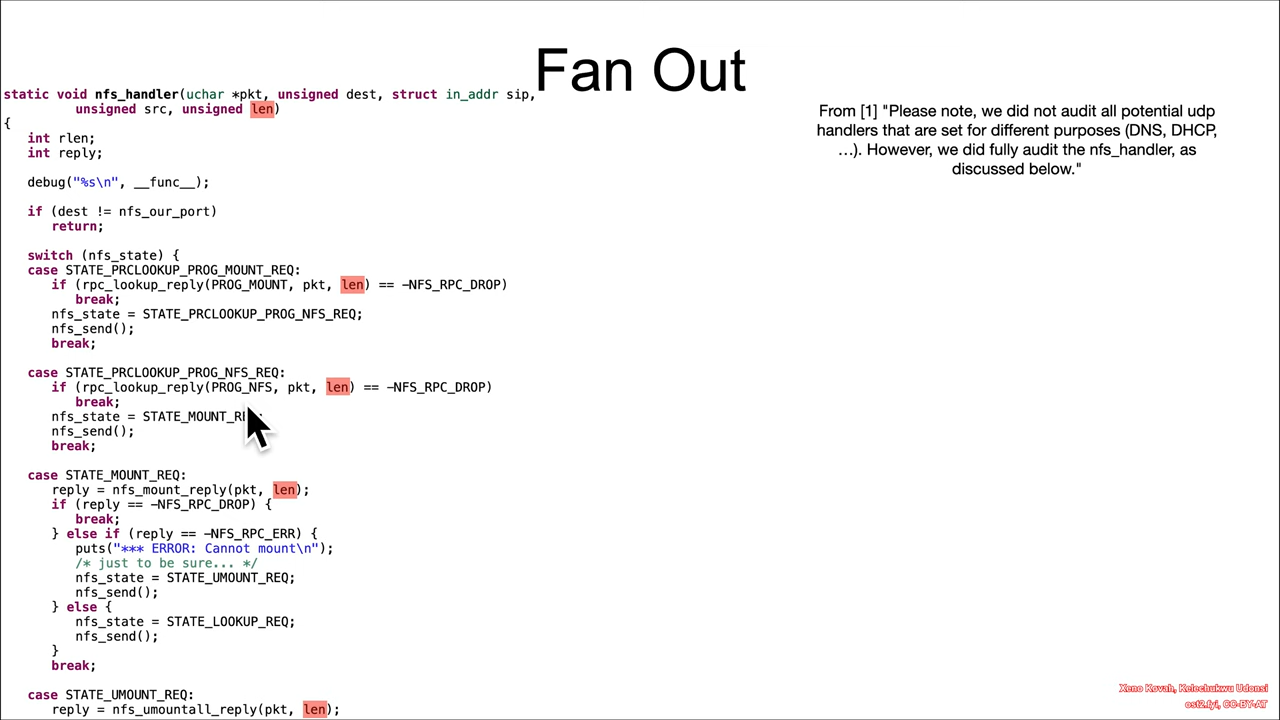 Fan Out
static void nfs_handler(uchar *pkt, unsigned dest, struct in_addr sip,
unsigned src, unsigned len)
{
int rlen;
int reply;
debug("%s\n", __func__);
if (dest != nfs_our_port)
return;
switch (nfs_state) {
case STATE_PRCLOOKUP_PROG_MOUNT_REQ:
if (rpc_lookup_reply(PROG_MOUNT, pkt, len) == -NFS_RPC_DROP)
break;
nfs_state = STATE_PRCLOOKUP_PROG_NFS_REQ;
nfs_send();
break;
case STATE_PRCLOOKUP_PROG_NFS_REQ:
if (rpc_lookup_reply(PROG_NFS, pkt, len) == -NFS_RPC_DROP)
break;
nfs_state = STATE_MOUNT_REQ;
nfs_send();
break;
case STATE_MOUNT_REQ:
reply = nfs_mount_reply(pkt, len);
if (reply == -NFS_RPC_DROP) {
break;
} else if (reply == -NFS_RPC_ERR) {
puts("*** ERROR: Cannot mount\n");
/* just to be sure... */
nfs_state = STATE_UMOUNT_REQ;
nfs_send();
} else {
nfs_state = STATE_LOOKUP_REQ;
nfs_send();
}
break;
case STATE_UMOUNT_REQ:
reply = nfs_umountall_reply(pkt, len);
From [1] "Please note, we did not audit all potential udp
handlers that are set for different purposes (DNS, DHCP,
…). However, we did fully audit the nfs_handler, as
discussed below."
Xeno Kovah, Kelechukwu Udonsi
ost2.fyi, CC-BY-AT